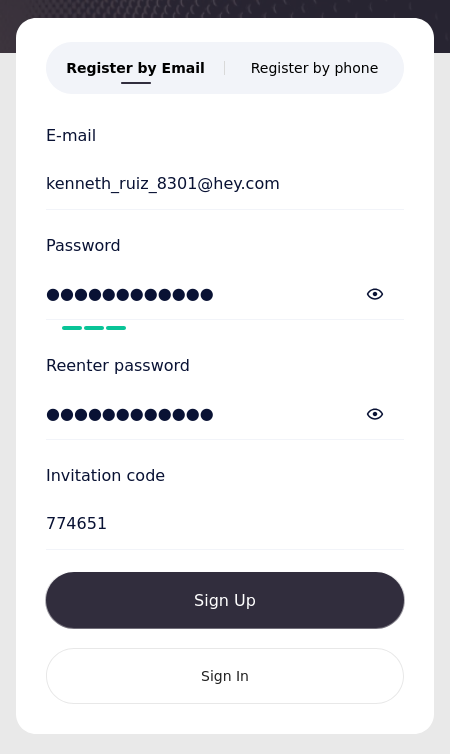 Register by Email
Register by phone
E-mail
kenneth_ruiz_8301@hey.com
Password
●●●●●●●●●●●●
Reenter password
●●●●●●●●●●●●
Invitation code
774651
Sign Up
Sign In